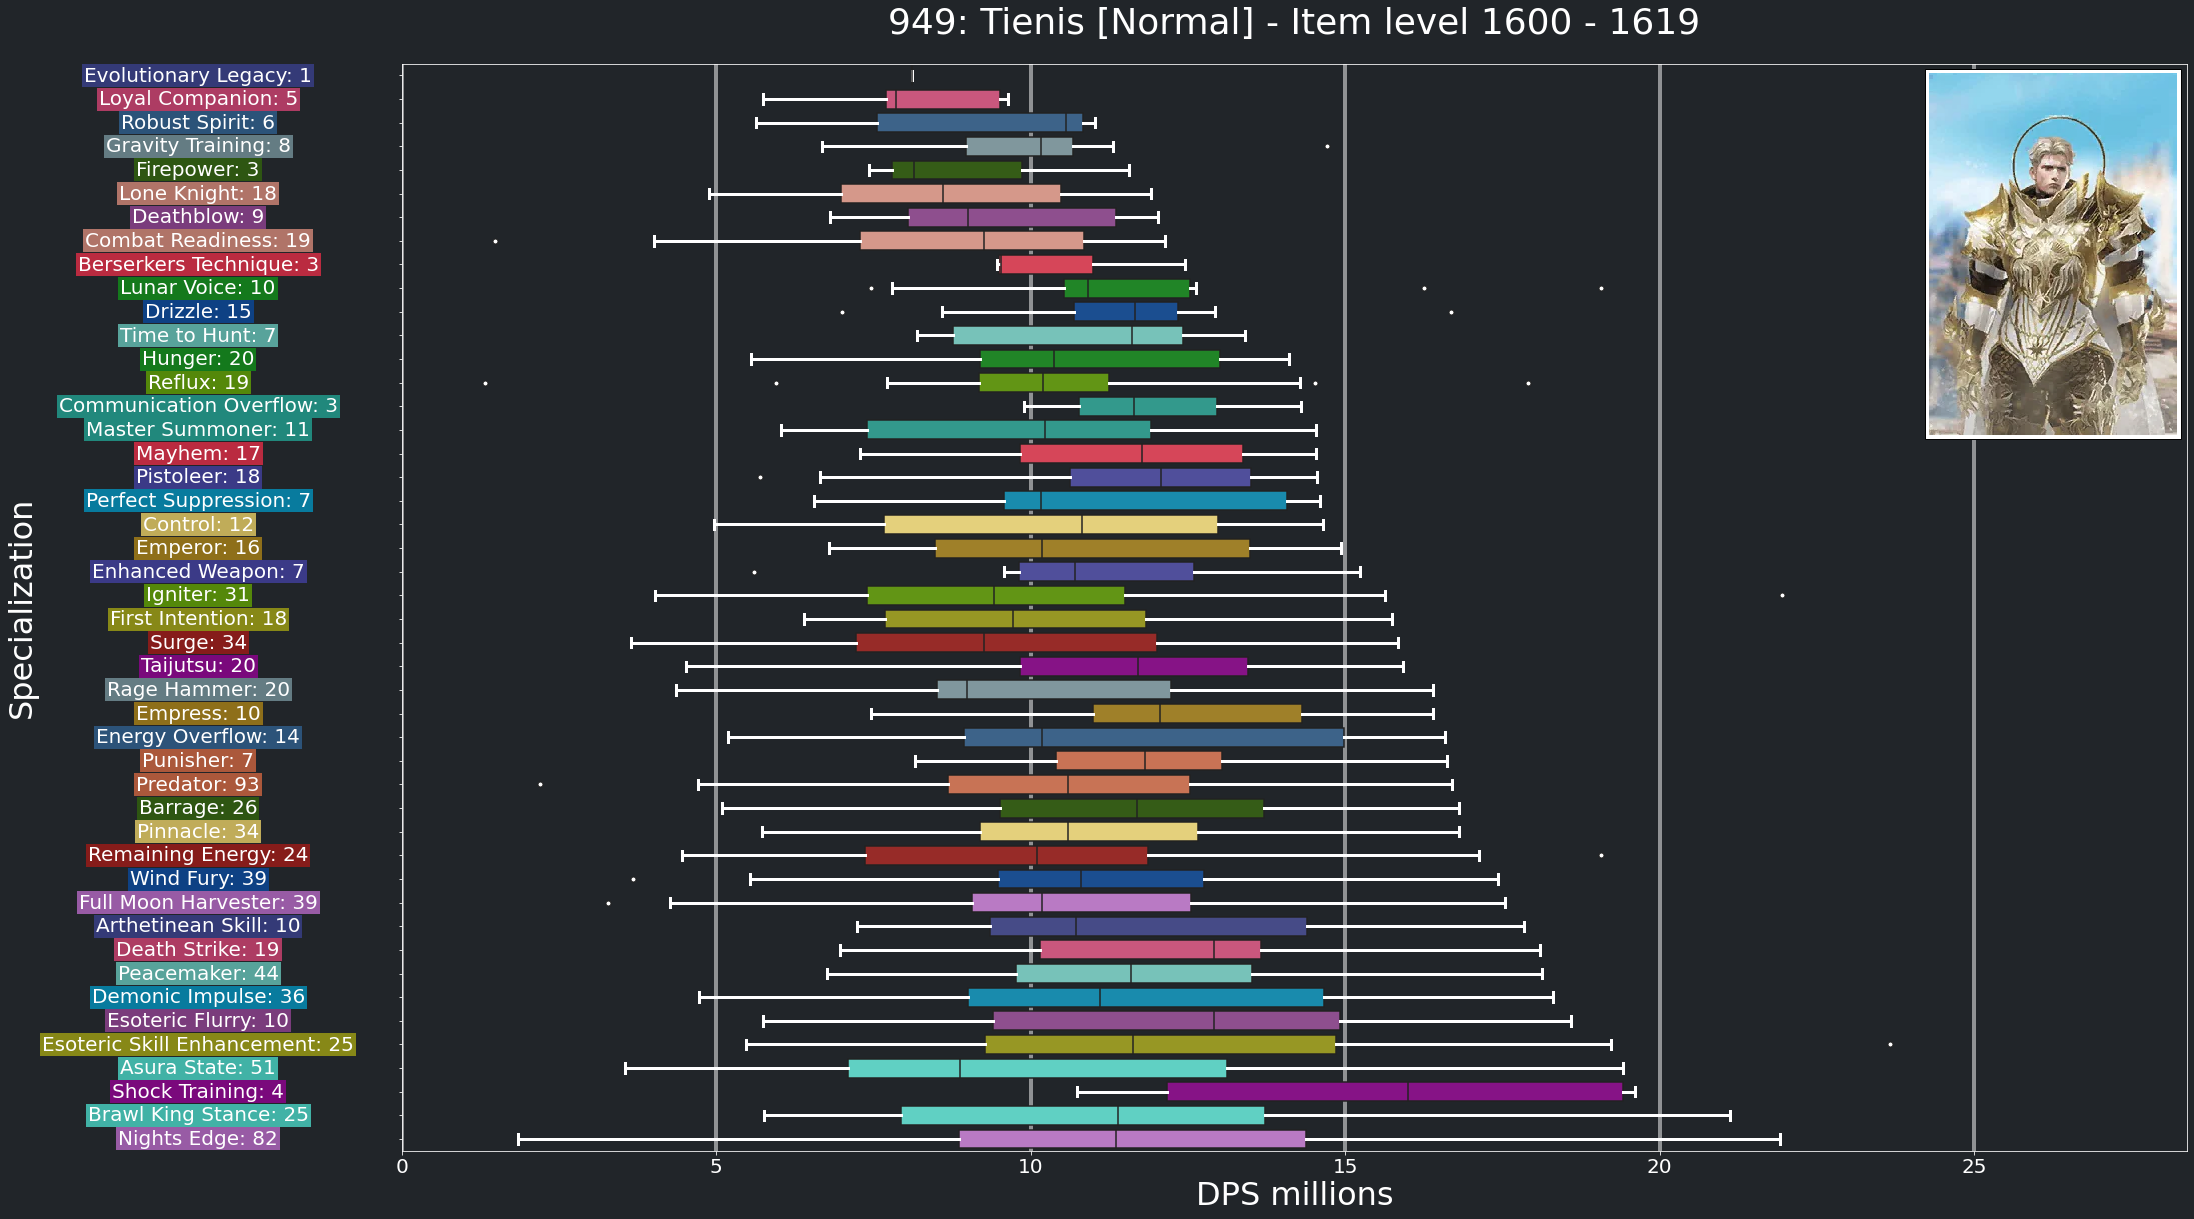 949: Tienis [Normal] - Item level 1600 - 1619
Specialization
Evolutionary Legacy: 1
Loyal Companion: 5
Robust Spirit: 6
Gravity Training: 8
Firepower: 3
Lone Knight: 18
Deathblow: 9
Combat Readiness: 19
Berserkers Technique: 3
Lunar Voice: 10
Drizzle: 15
Time to Hunt: 7
Hunger: 20
Reflux: 19
Communication Overflow: 3
Master Summoner: 11
Mayhem: 17
Pistoleer: 18
Perfect Suppression: 7
Control: 12
Emperor: 16
Enhanced Weapon: 7
Igniter: 31
First Intention: 18
Surge: 34
Taijutsu: 20
Rage Hammer: 20
Empress: 10
Energy Overflow: 14
Punisher: 7
Predator: 93
Barrage: 26
Pinnacle: 34
Remaining Energy: 24
Wind Fury: 39
Full Moon Harvester: 39
Arthetinean Skill: 10
Death Strike: 19
Peacemaker: 44
Demonic Impulse: 36
Esoteric Flurry: 10
Esoteric Skill Enhancement: 25
Asura State: 51
Shock Training: 4
Brawl King Stance: 25
Nights Edge: 82
0 5 10 15 20 25
DPS millions